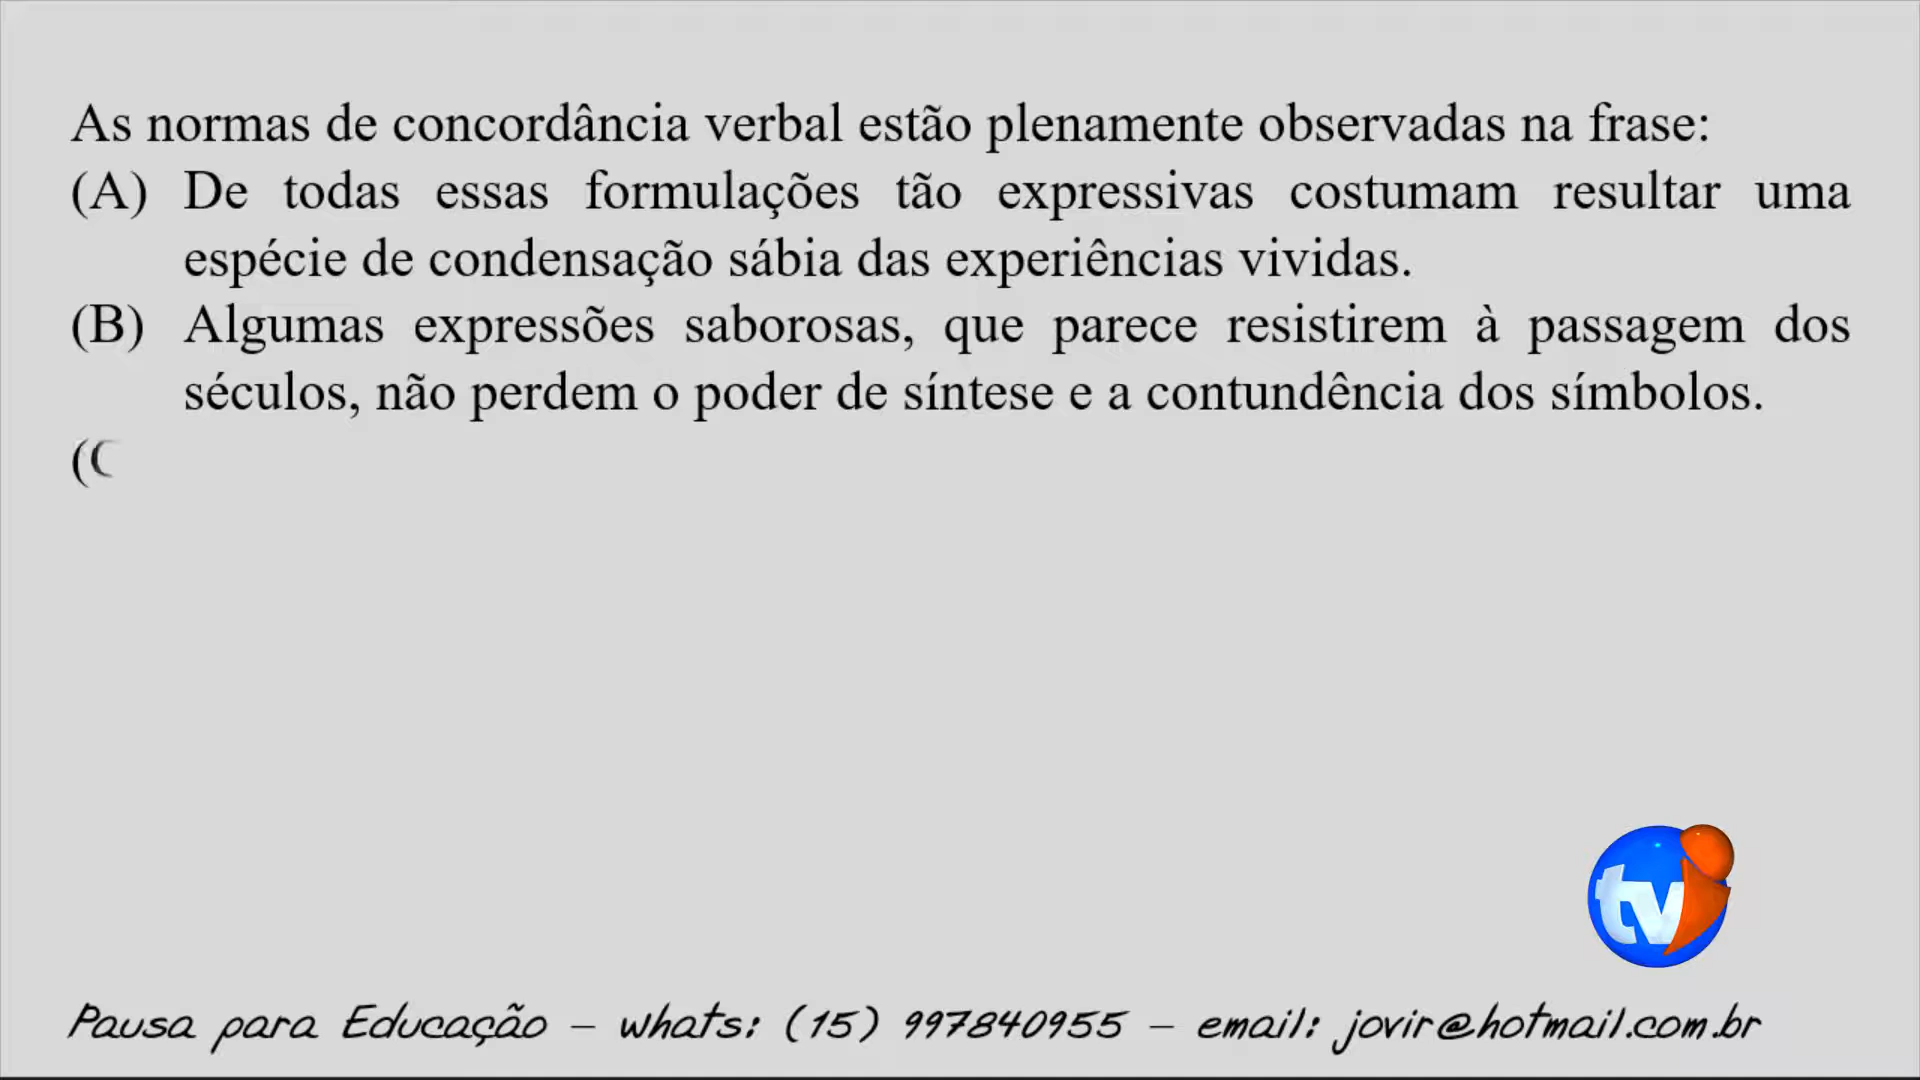 As normas de concordância verbal estão plenamente observadas na frase:
(A) De todas essas formulações tão expressivas costumam resultar uma
espécie de condensação sábia das experiências vividas.
(B) Algumas expressões saborosas, que parece resistirem à passagem dos
séculos, não perdem o poder de síntese e a contundência dos símbolos.
(C
tvi
Pausa para Educação – whats: (15) 997840955 – email: jovir@hotmail.com.br